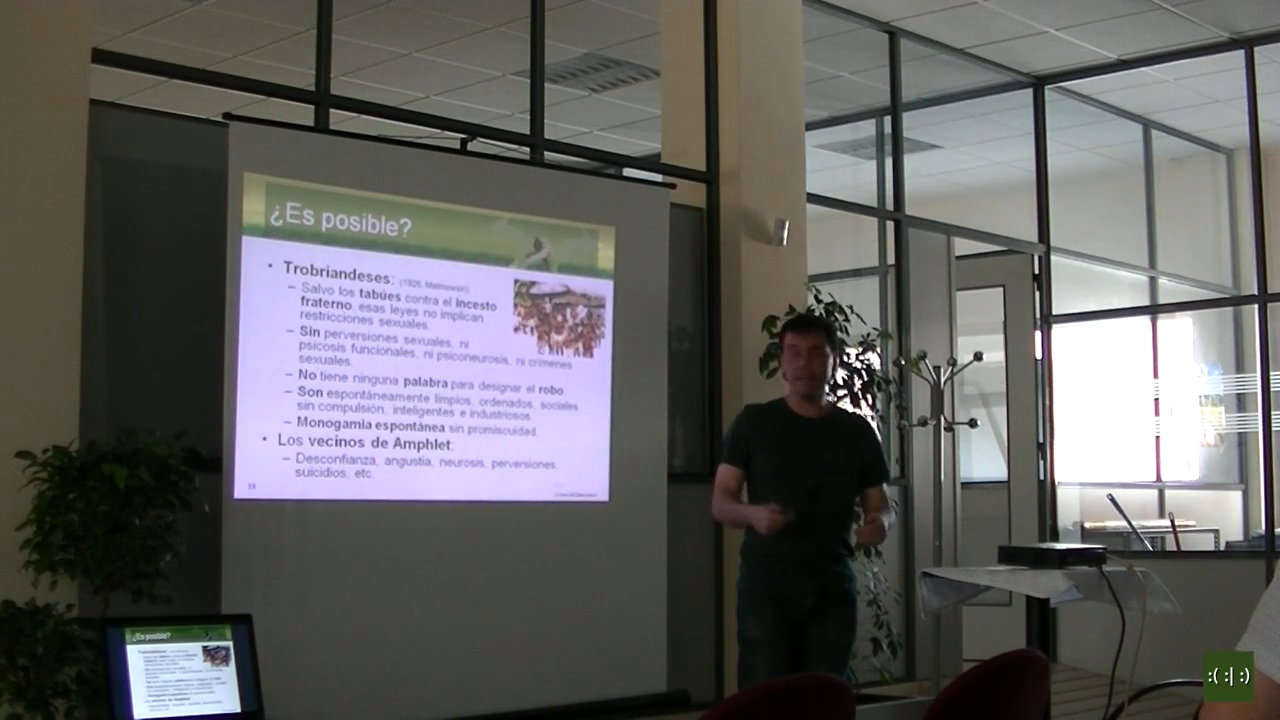 ¿Es posible?
• Trobriandeses: (1926, Malinowski)
– Salvo los tabúes contra el incesto
fraterno, esas leyes no implican
restricciones sexuales.
– Sin perversiones sexuales, ni
psicosis funcionales, ni psiconeurosis, ni crímenes
sexuales.
– No tiene ninguna palabra para designar el robo.
– Son espontáneamente limpios, ordenados, sociales
sin compulsión, inteligentes e industriosos.
– Monogamia espontánea sin promiscuidad.
• Los vecinos de Amphlet:
– Desconfianza, angustia, neurosis, perversiones,
suicidios, etc.
19
¿Es posible?
:( :| :)